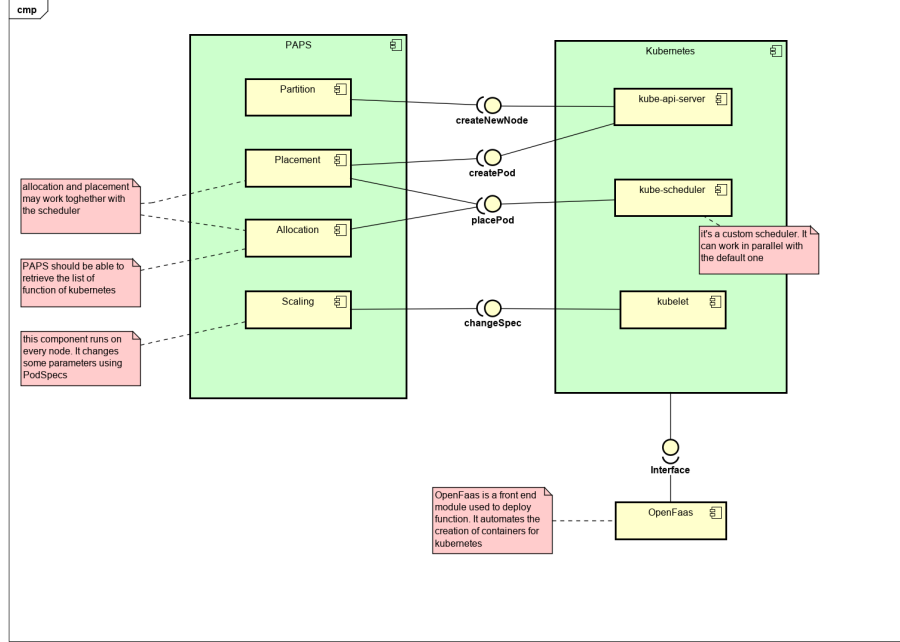 cmp
PAPS
Kubernetes
Partition
kube-api-server
createNewNode
Placement
createPod
allocation and placement
may work toghether with
the scheduler
kube-scheduler
placePod
Allocation
it's a custom scheduler. It
can work in parallel with
the default one
PAPS should be able to
retrieve the list of
function of kubernetes
Scaling
kubelet
changeSpec
this component runs on
every node. It changes
some parameters using
PodSpecs
Interface
OpenFaas is a front end
module used to deploy
function. It automates the
creation of containers for
kubernetes
OpenFaas